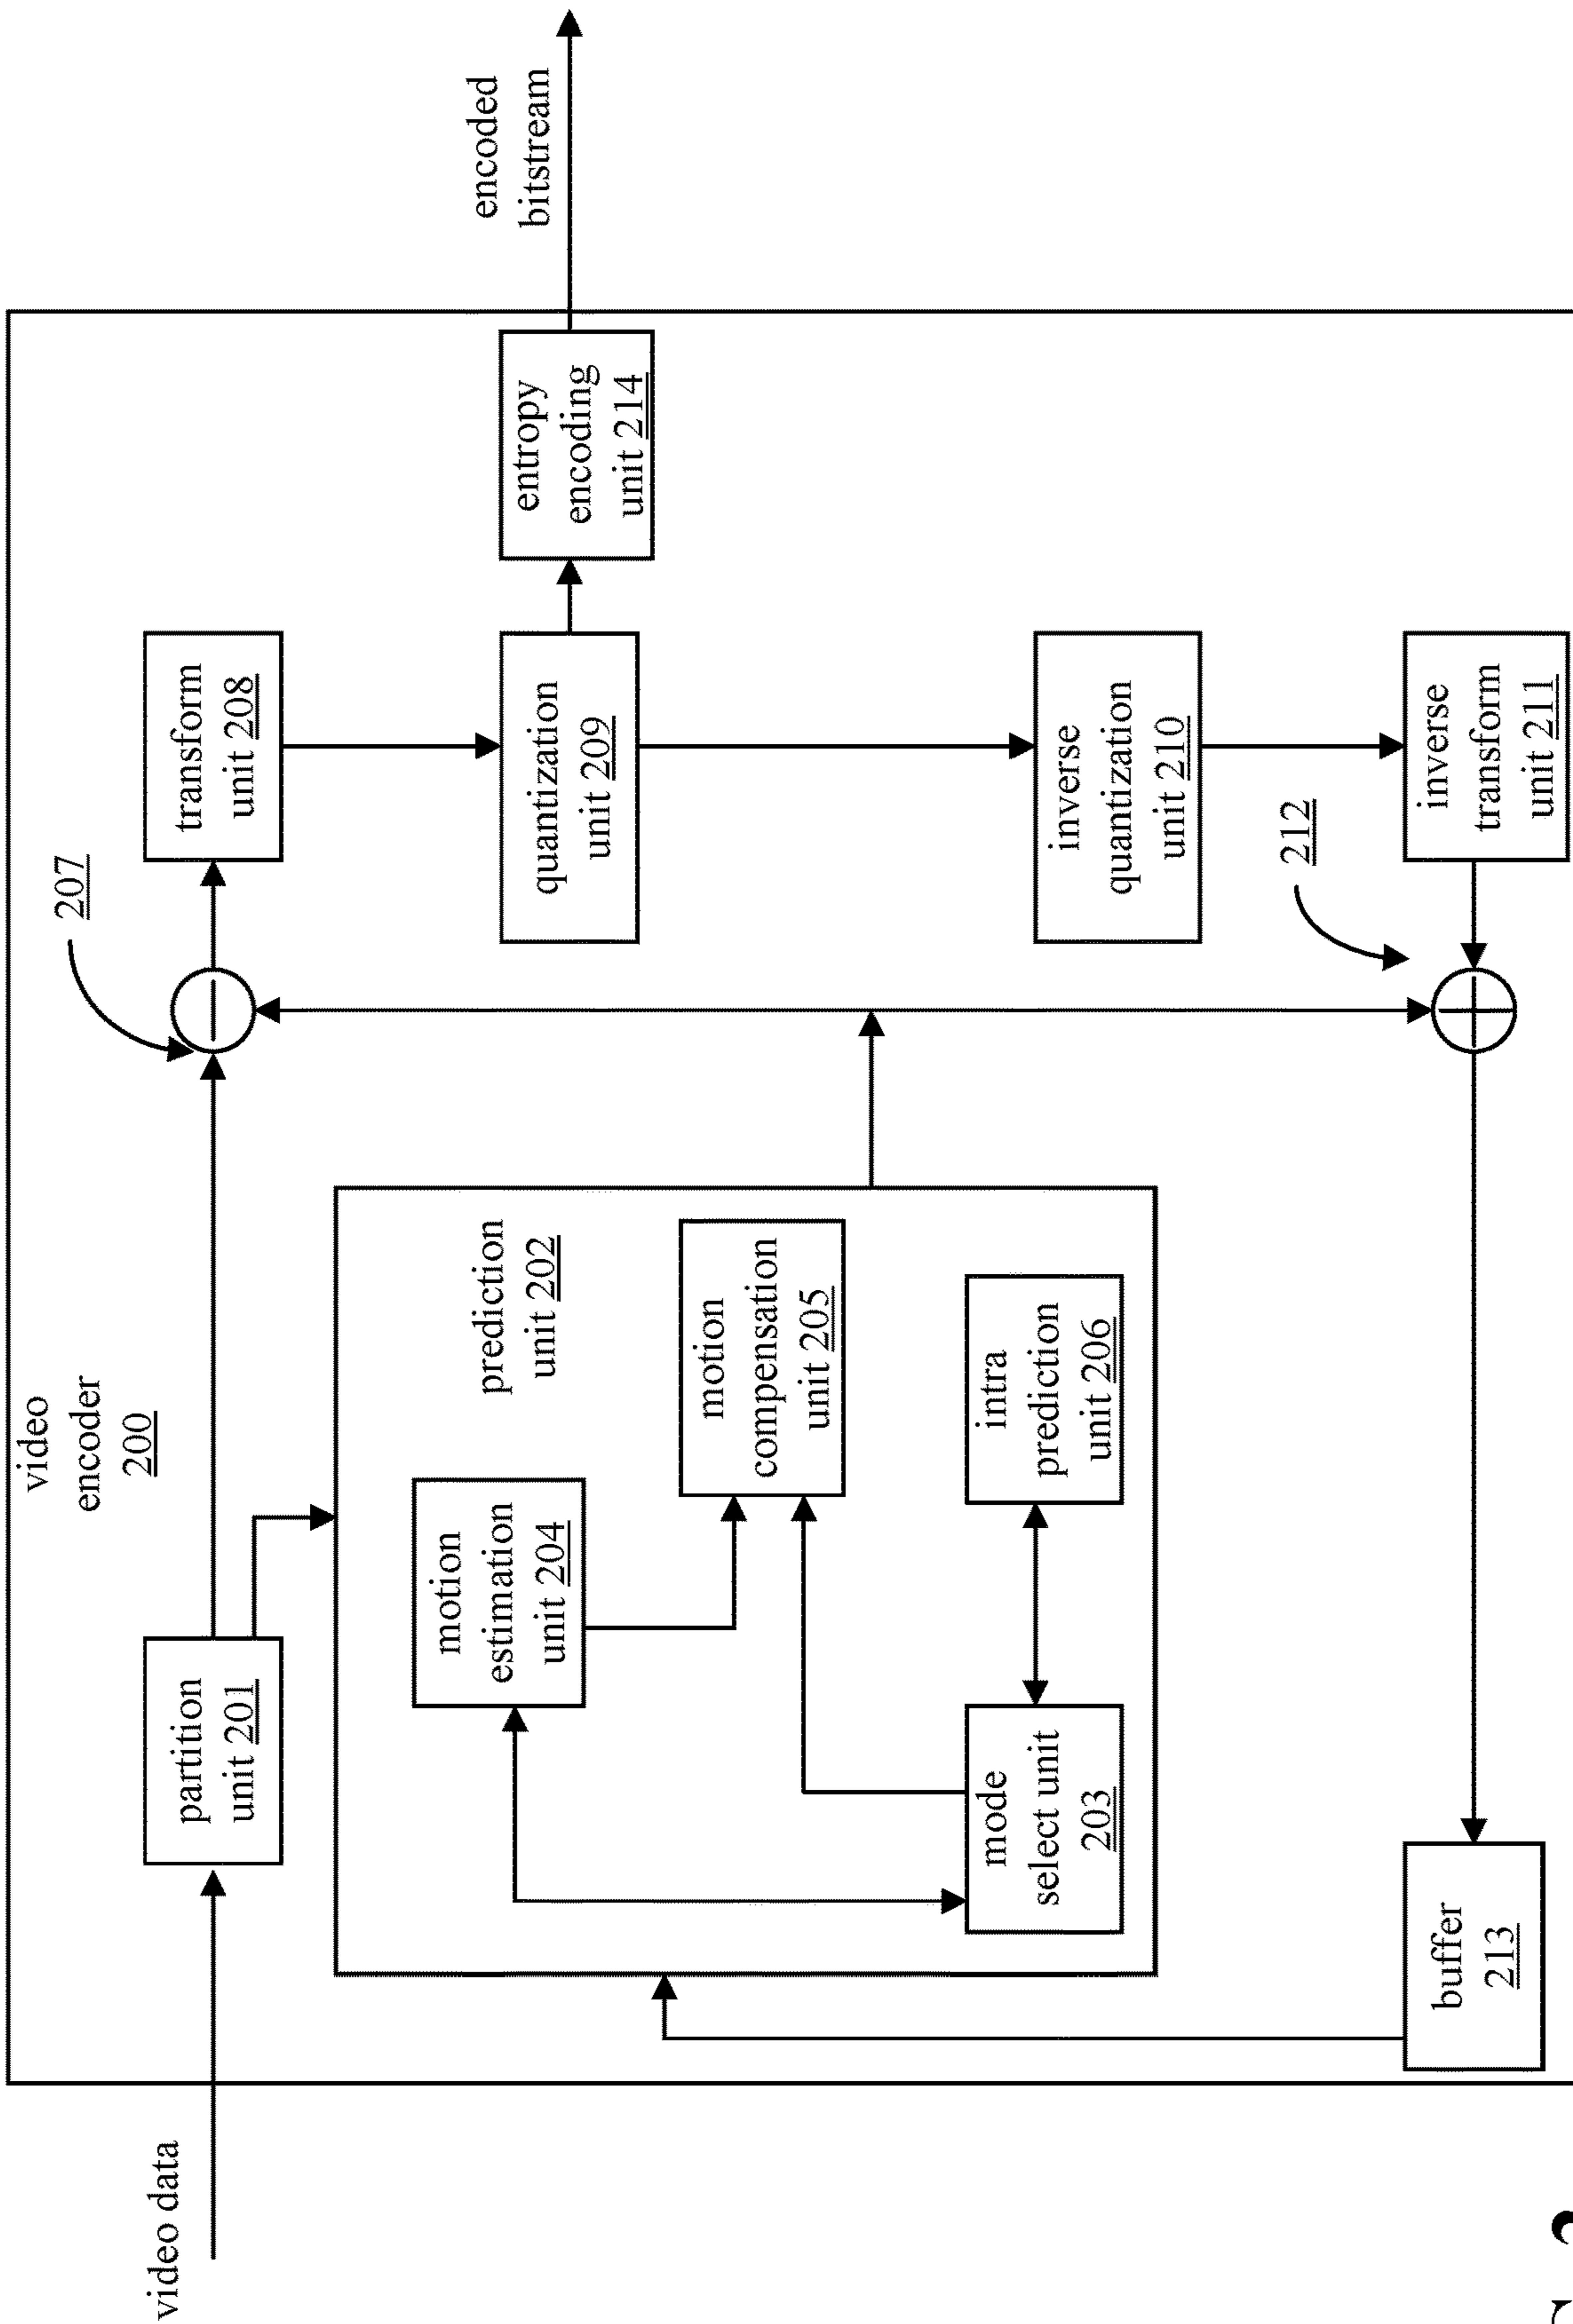 video
encoder
200
video data
partition
unit 201
207
transform
unit 208
prediction
unit 202
motion
estimation
unit 204
motion
compensation
unit 205
mode
select unit
203
intra
prediction
unit 206
quantization
unit 209
entropy
encoding
unit 214
encoded
bitstream
inverse
quantization
unit 210
212
inverse
transform
unit 211
buffer
213